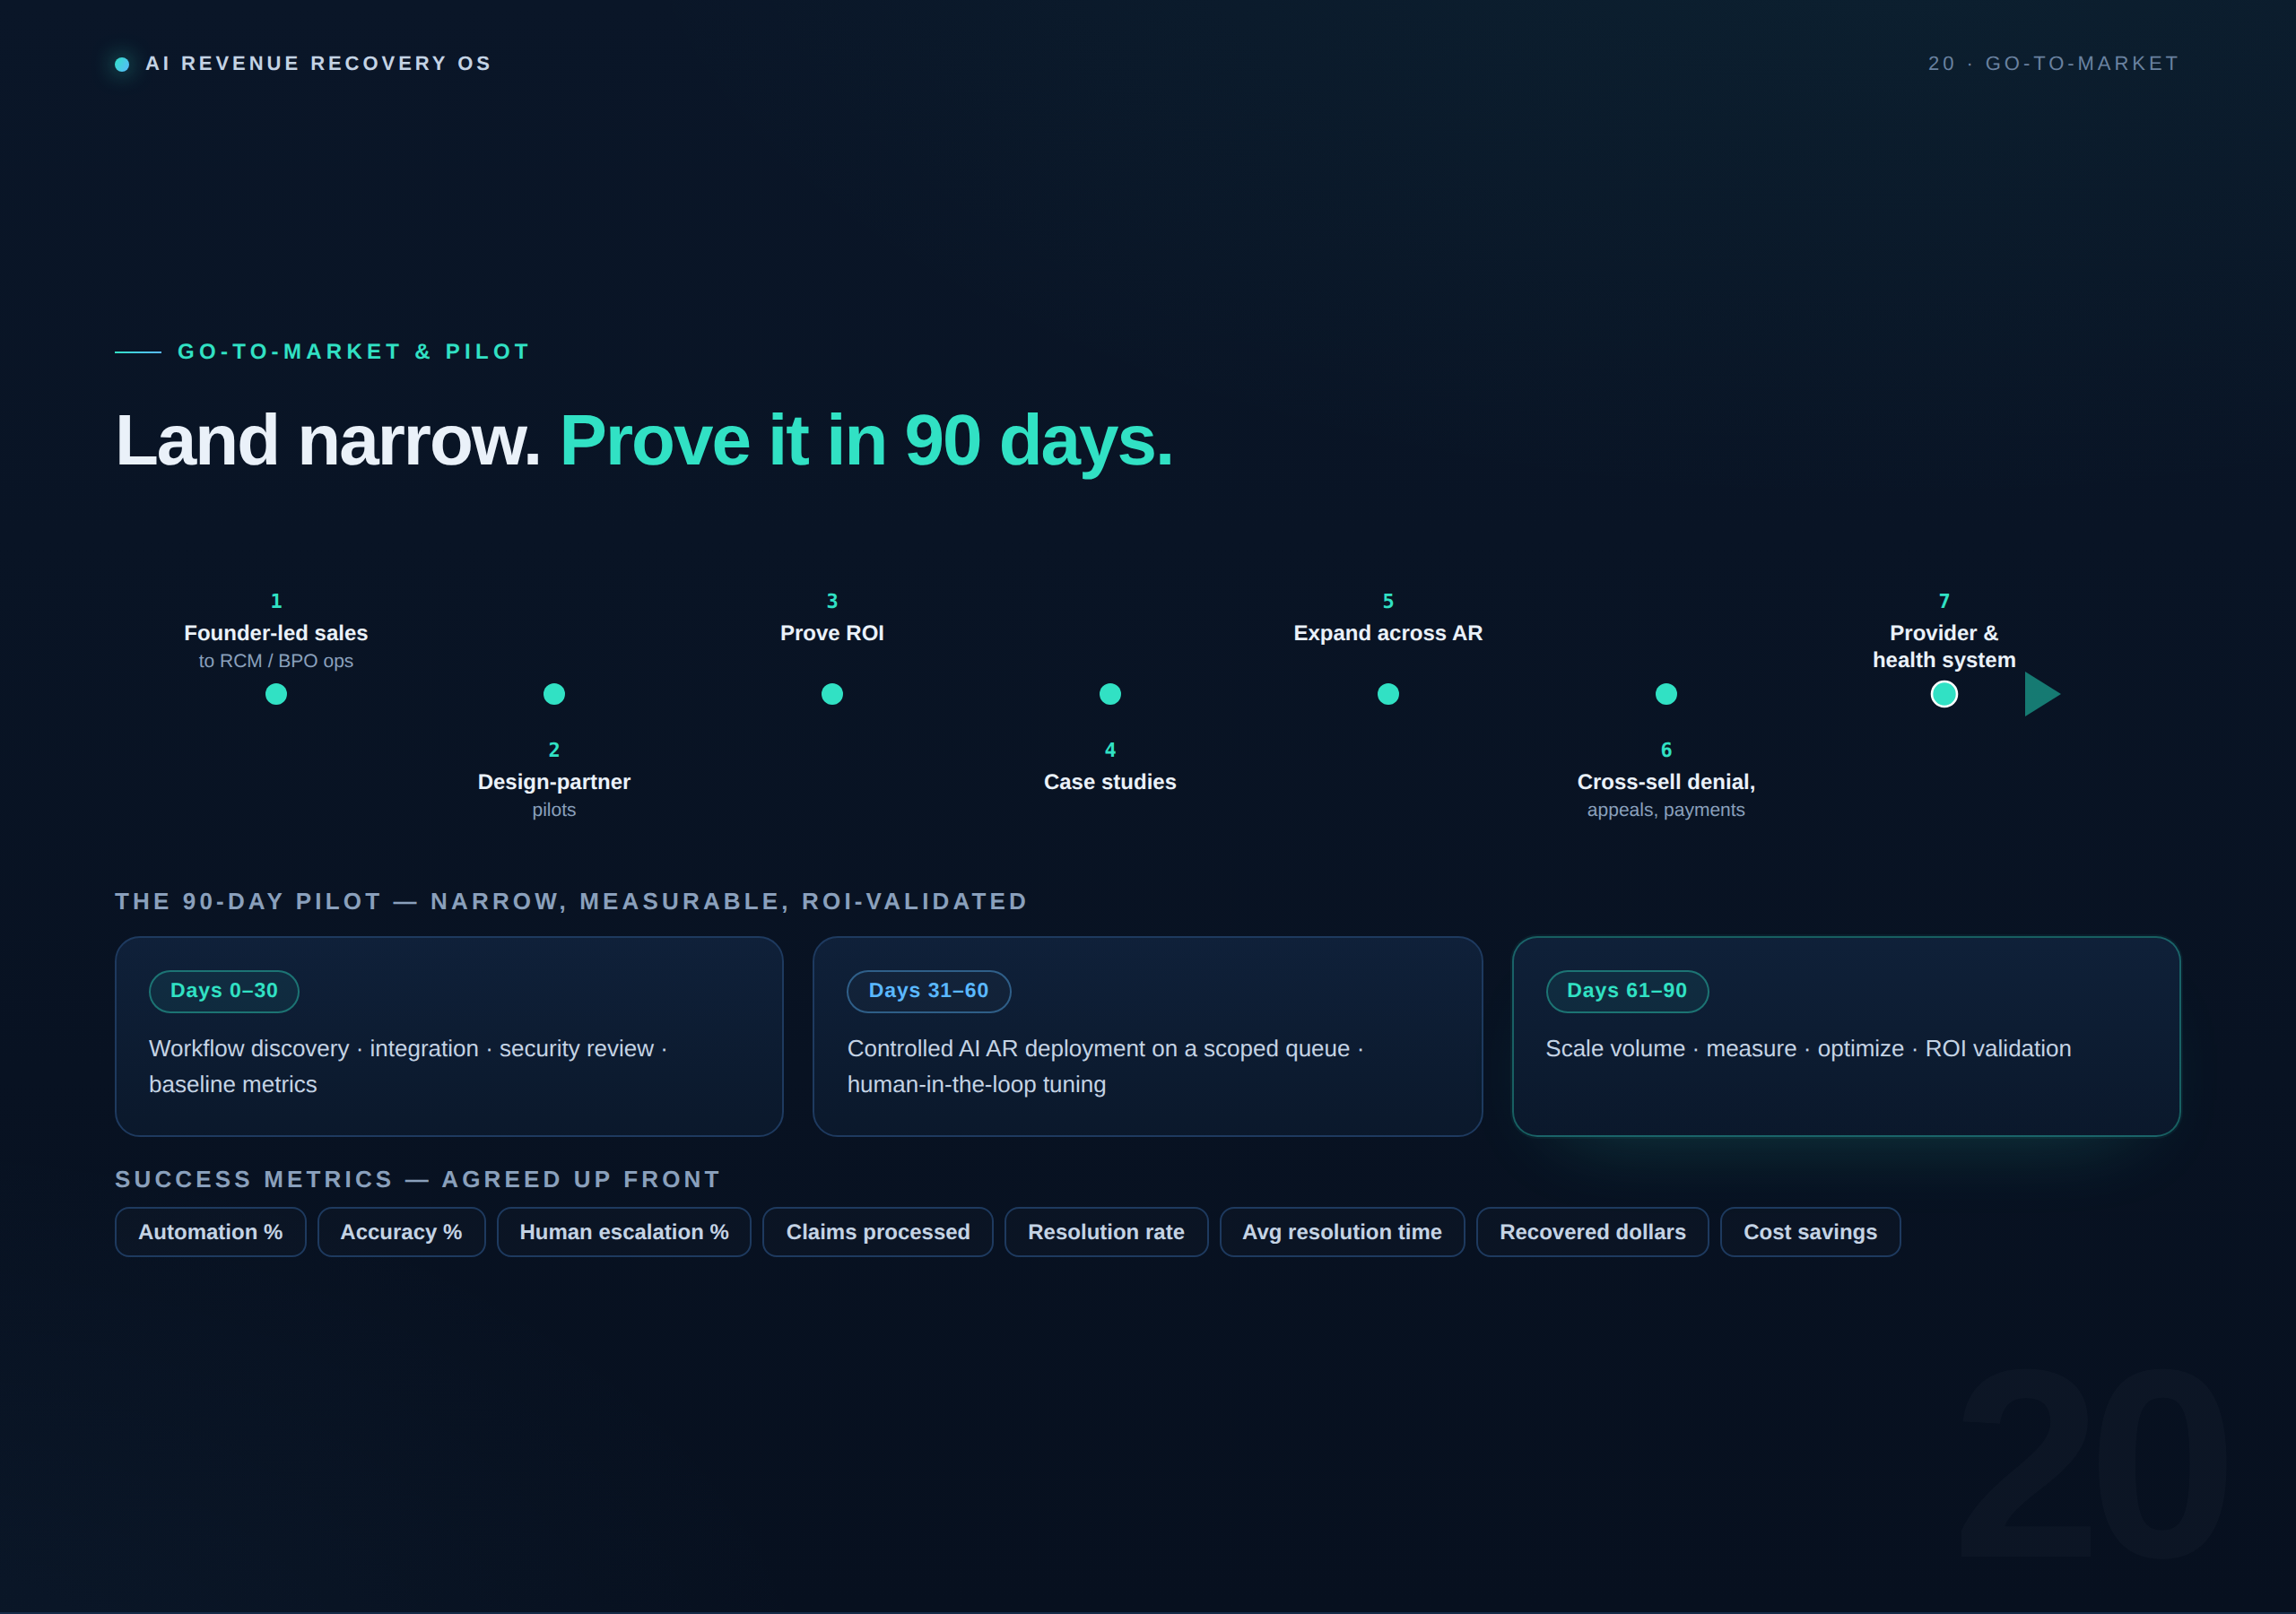 AI REVENUE RECOVERY OS
20 · GO-TO-MARKET
GO-TO-MARKET & PILOT
Land narrow. Prove it in 90 days.
1
Founder-led sales
to RCM / BPO ops
2
Design-partner
pilots
3
Prove ROI
4
Case studies
5
Expand across AR
6
Cross-sell denial,
appeals, payments
7
Provider &
health system
THE 90-DAY PILOT — NARROW, MEASURABLE, ROI-VALIDATED
Days 0–30
Workflow discovery · integration · security review ·
baseline metrics
Days 31–60
Controlled AI AR deployment on a scoped queue ·
human-in-the-loop tuning
Days 61–90
Scale volume · measure · optimize · ROI validation
SUCCESS METRICS — AGREED UP FRONT
Automation %
Accuracy %
Human escalation %
Claims processed
Resolution rate
Avg resolution time
Recovered dollars
Cost savings
20